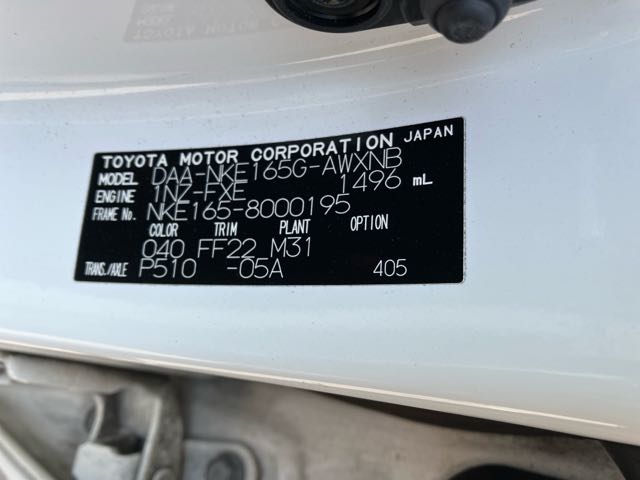 TOYOTA MOTOR CORPORATION JAPAN
MODEL DAA-NKE165G-AWXNB
ENGINE 1NZ-FXE 1496 mL
FRAME No. NKE165-8000195
COLOR TRIM PLANT OPTION
040 FF22 M31
TRANS./AXLE P510 -05A 405